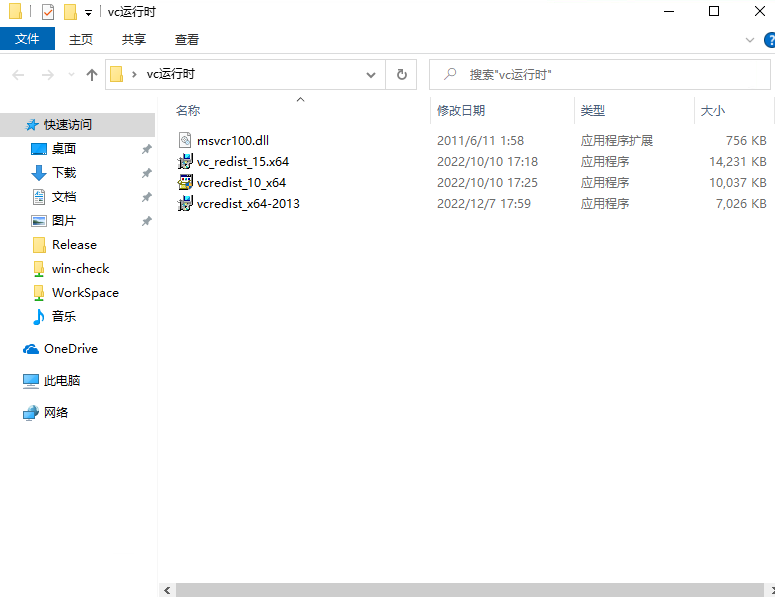 vc运行时
文件 主页 共享 查看
vc运行时 搜索"vc运行时"
名称 修改日期 类型 大小
快速访问
桌面
下载
文档
图片
Release
win-check
WorkSpace
音乐
OneDrive
此电脑
网络
msvcr100.dll 2011/6/11 1:58 应用程序扩展 756 KB
vc_redist_15.x64 2022/10/10 17:18 应用程序 14,231 KB
vcredist_10_x64 2022/10/10 17:25 应用程序 10,037 KB
vcredist_x64-2013 2022/12/7 17:59 应用程序 7,026 KB